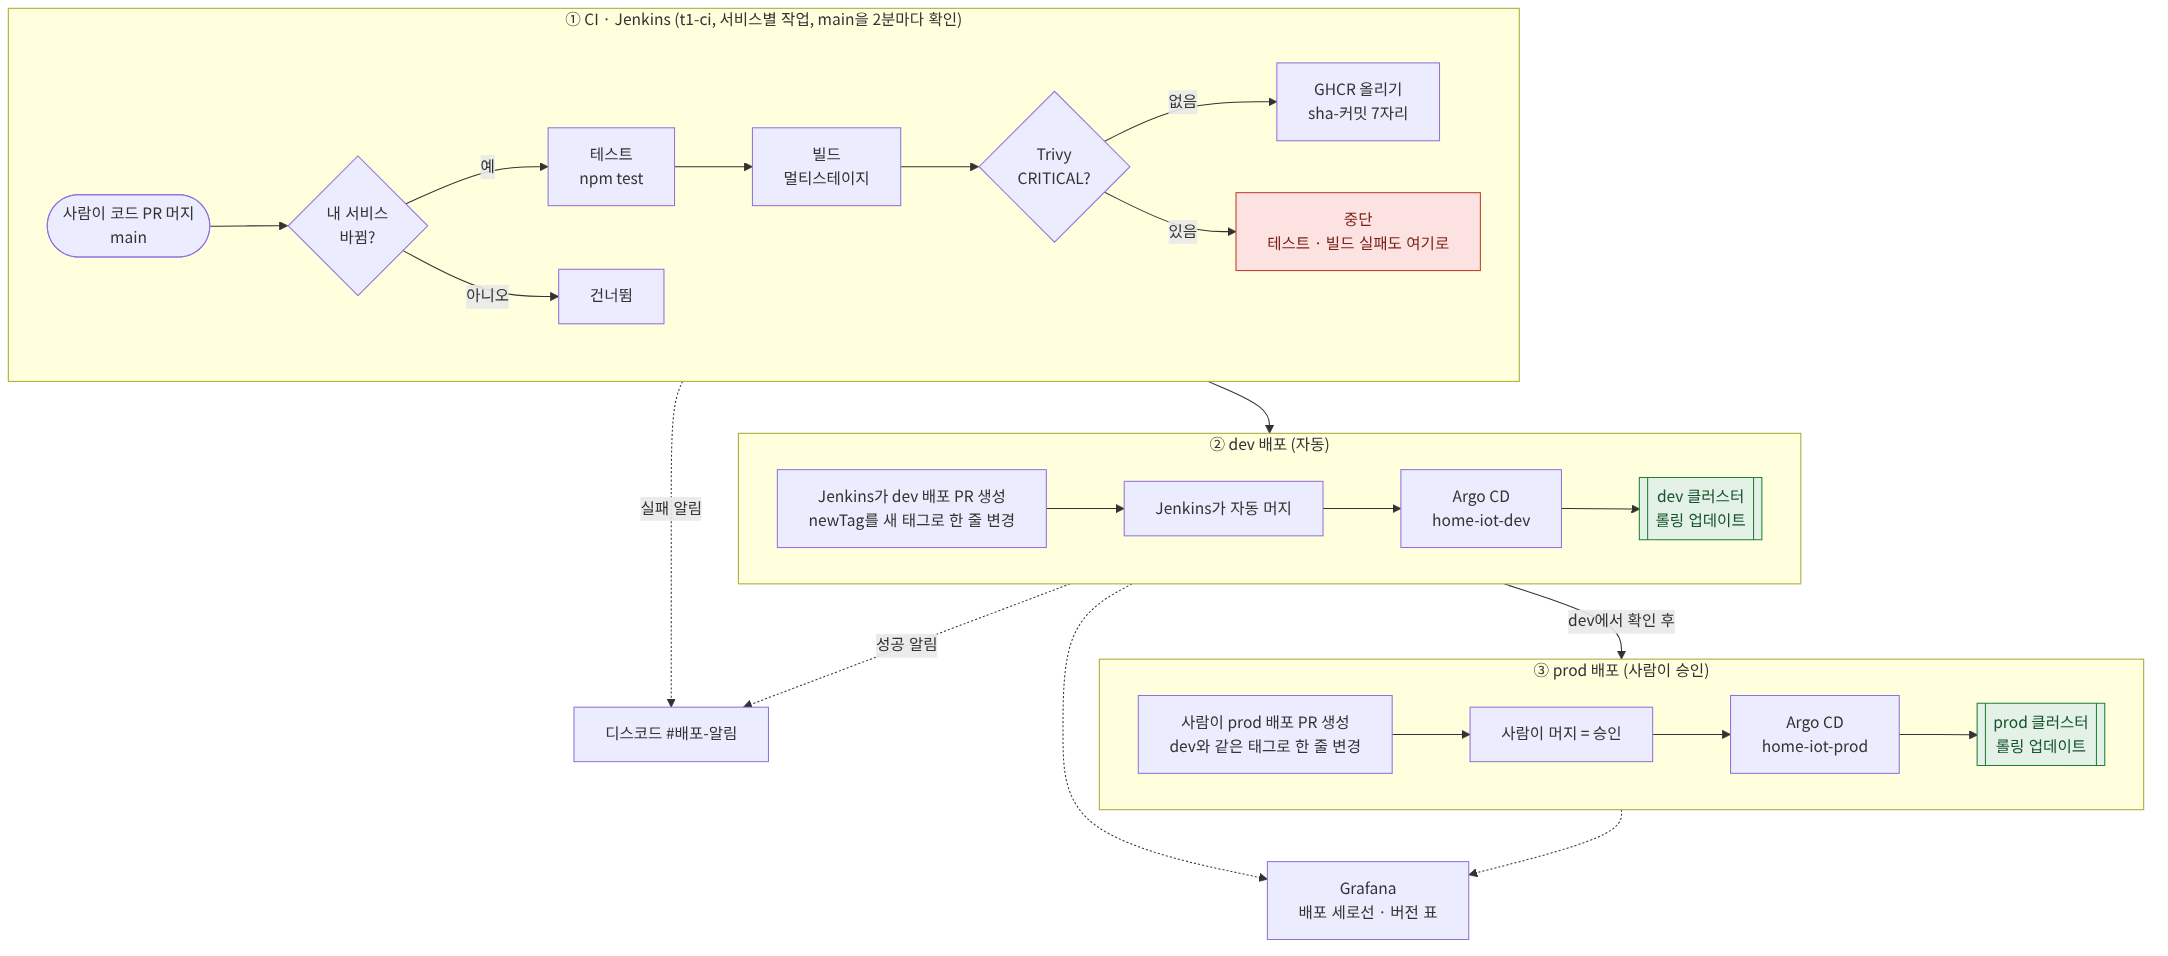 ① CI · Jenkins (t1-ci, 서비스별 작업, main을 2분마다 확인)
사람이 코드 PR 머지
main
내 서비스
바뀜?
예
아니오
테스트
npm test
건너뜀
빌드
멀티스테이지
Trivy
CRITICAL?
없음
있음
GHCR 올리기
sha-커밋 7자리
중단
테스트 · 빌드 실패도 여기로
② dev 배포 (자동)
Jenkins가 dev 배포 PR 생성
newTag를 새 태그로 한 줄 변경
Jenkins가 자동 머지
Argo CD
home-iot-dev
dev 클러스터
롤링 업데이트
실패 알림
성공 알림
dev에서 확인 후
디스코드 #배포-알림
③ prod 배포 (사람이 승인)
사람이 prod 배포 PR 생성
dev와 같은 태그로 한 줄 변경
사람이 머지 = 승인
Argo CD
home-iot-prod
prod 클러스터
롤링 업데이트
Grafana
배포 세로선 · 버전 표